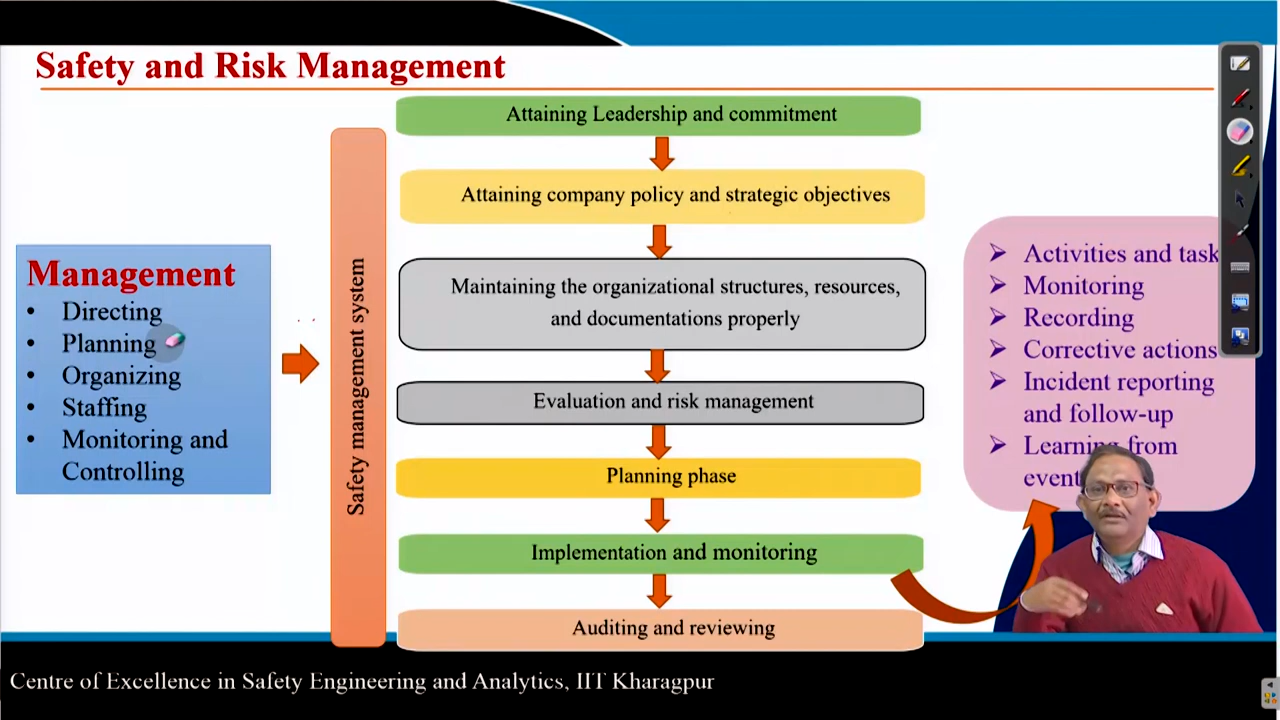 Safety and Risk Management
Attaining Leadership and commitment
Attaining company policy and strategic objectives
Maintaining the organizational structures, resources,
and documentations properly
Evaluation and risk management
Planning phase
Implementation and monitoring
Auditing and reviewing
Safety management system
Management
• Directing
• Planning
• Organizing
• Staffing
• Monitoring and
Controlling
➢ Activities and task
➢ Monitoring
➢ Recording
➢ Corrective actions
➢ Incident reporting
and follow-up
➢ Learning from
event
Centre of Excellence in Safety Engineering and Analytics, IIT Kharagpur